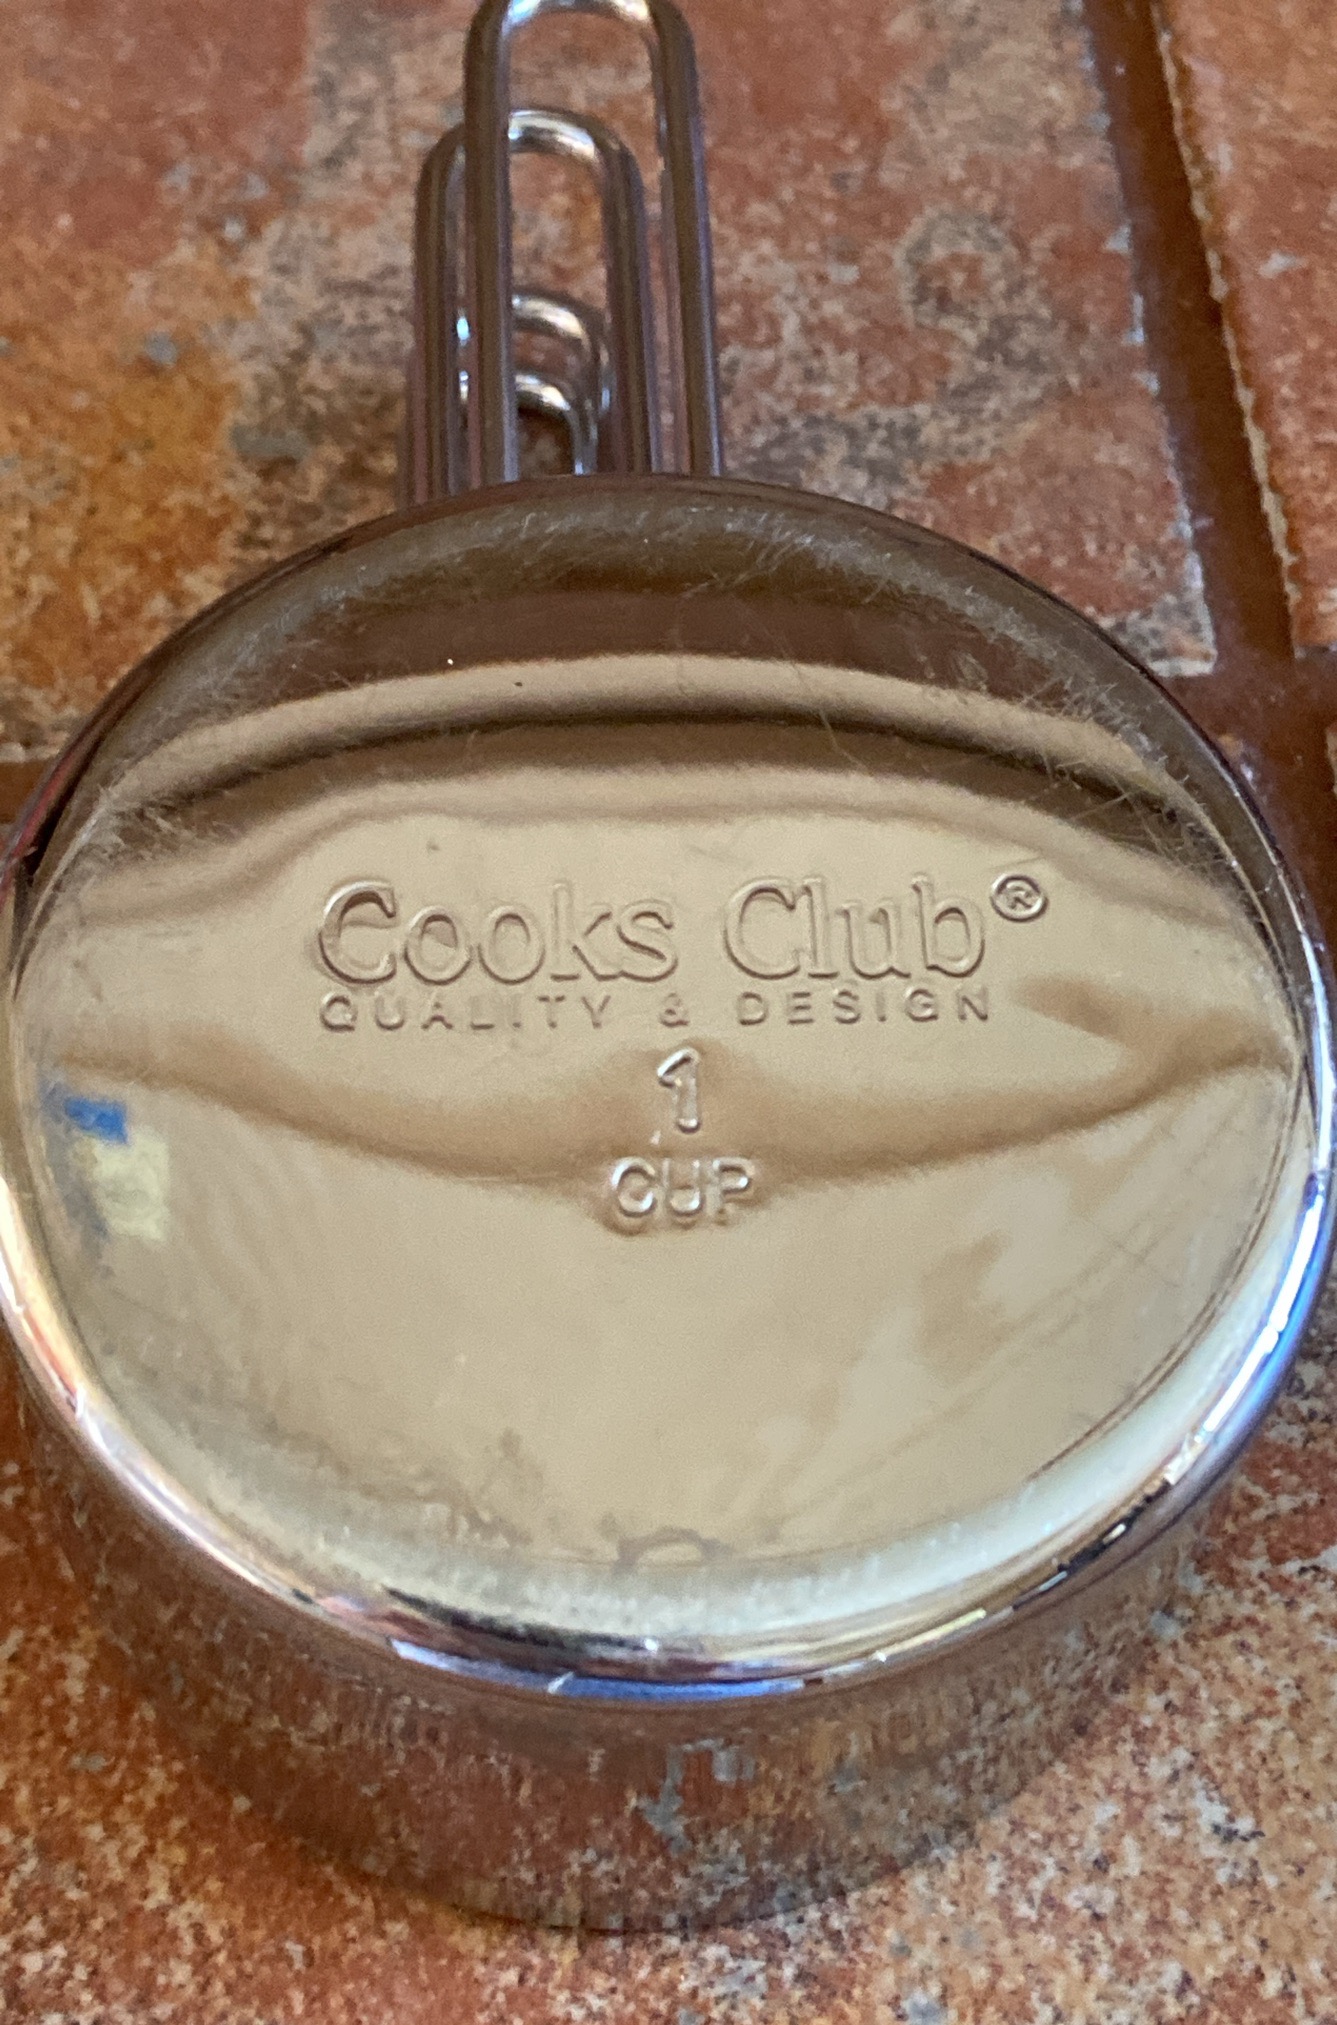 Cooks Club®
QUALITY & DESIGN
1
CUP